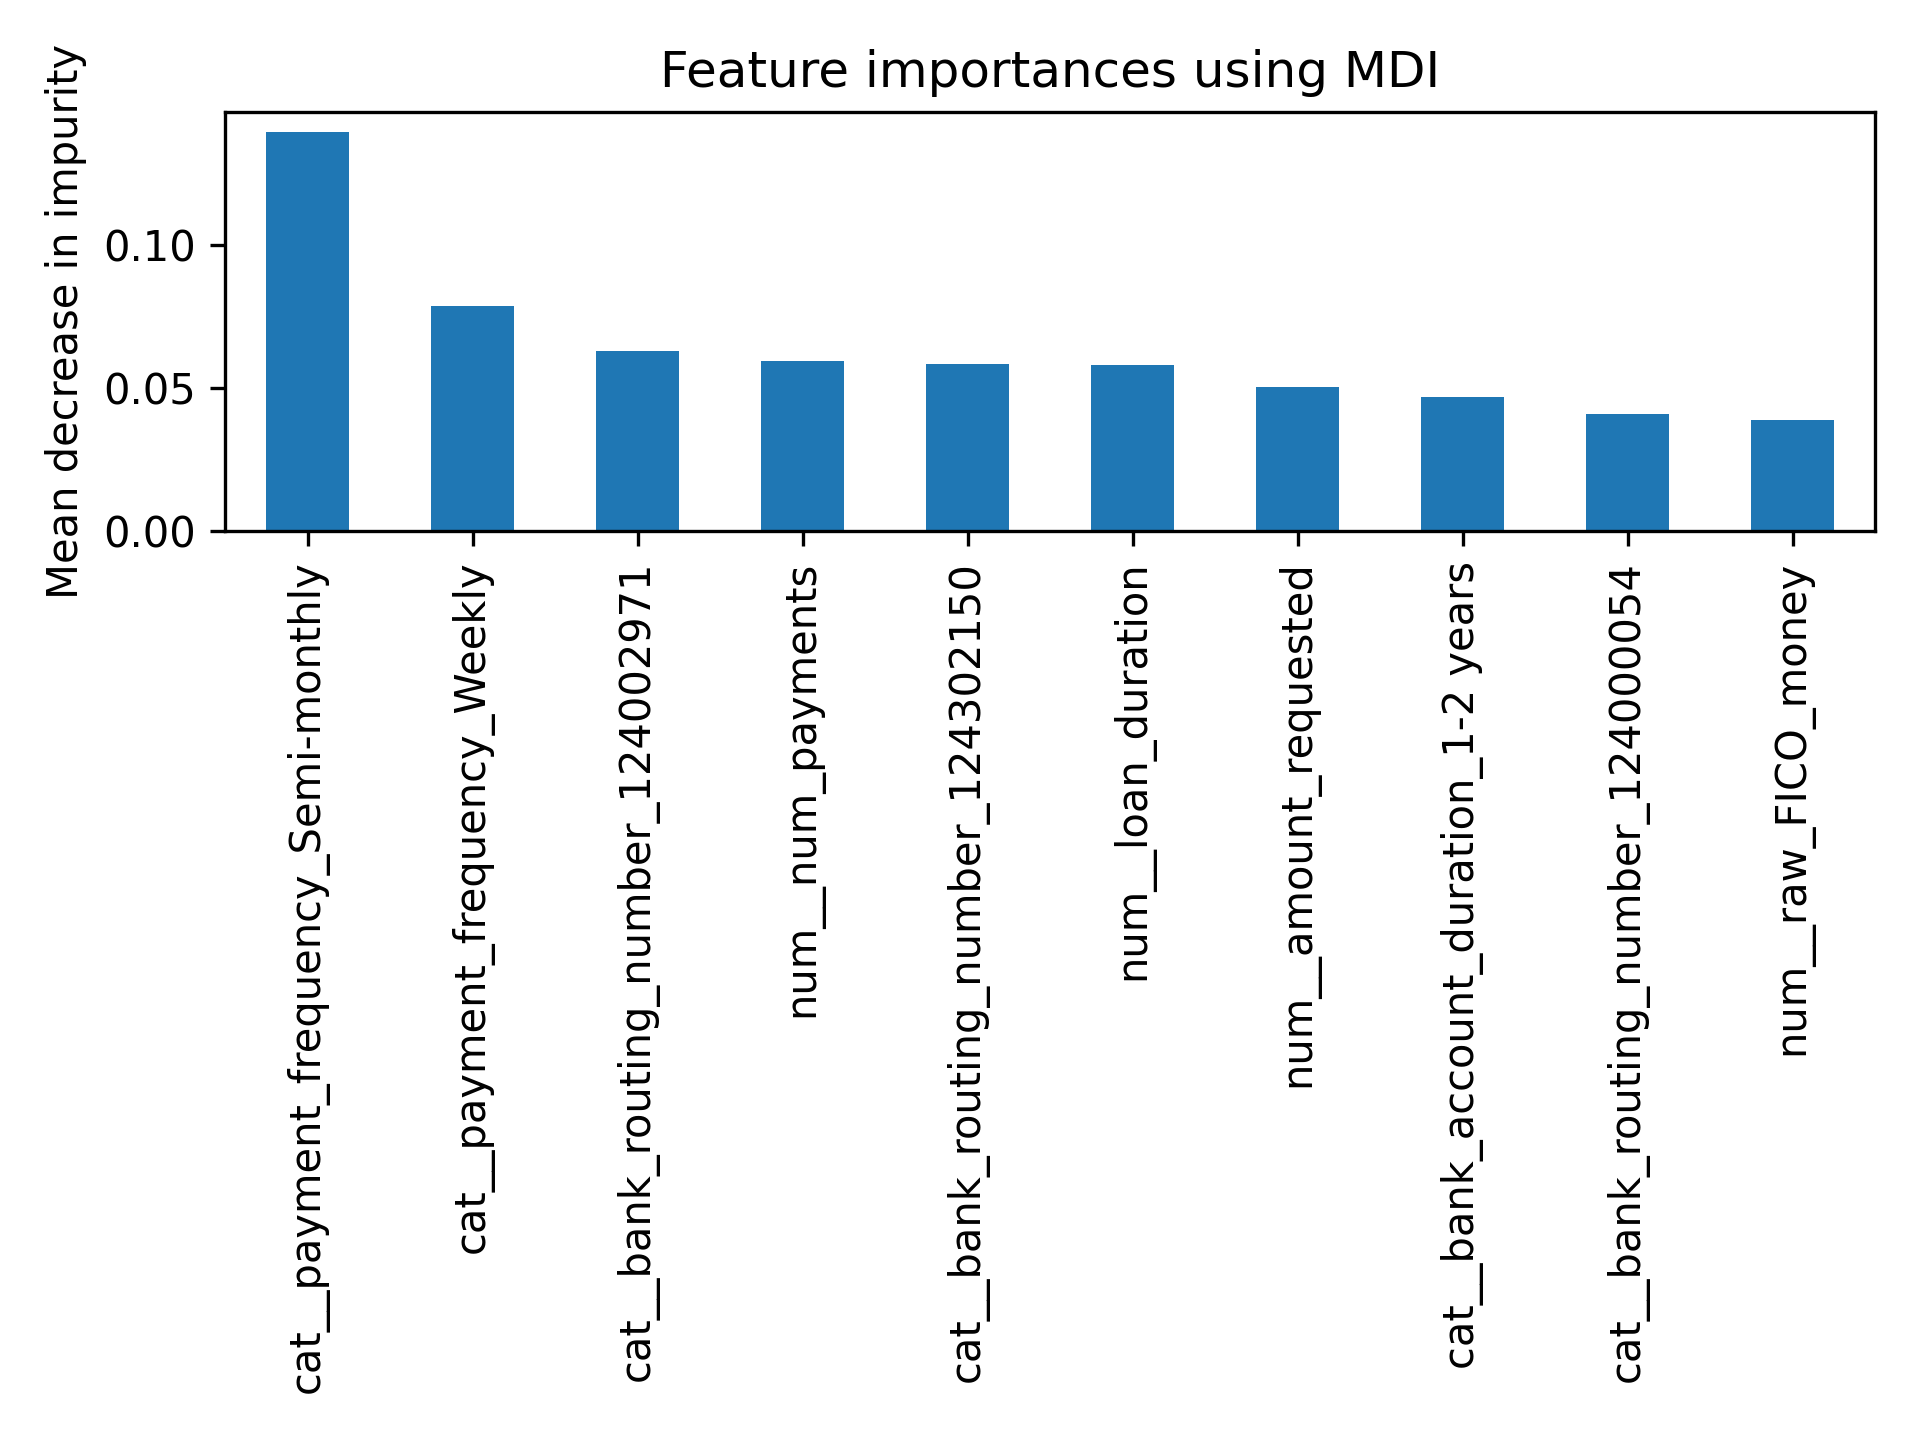 Feature importances using MDI
Mean decrease in impurity
0.10
0.05
0.00
cat__payment_frequency_Semi-monthly
cat__payment_frequency_Weekly
cat__bank_routing_number_124002971
num__num_payments
cat__bank_routing_number_124302150
num__loan_duration
num__amount_requested
cat__bank_account_duration_1-2 years
cat__bank_routing_number_124000054
num__raw_FICO_money